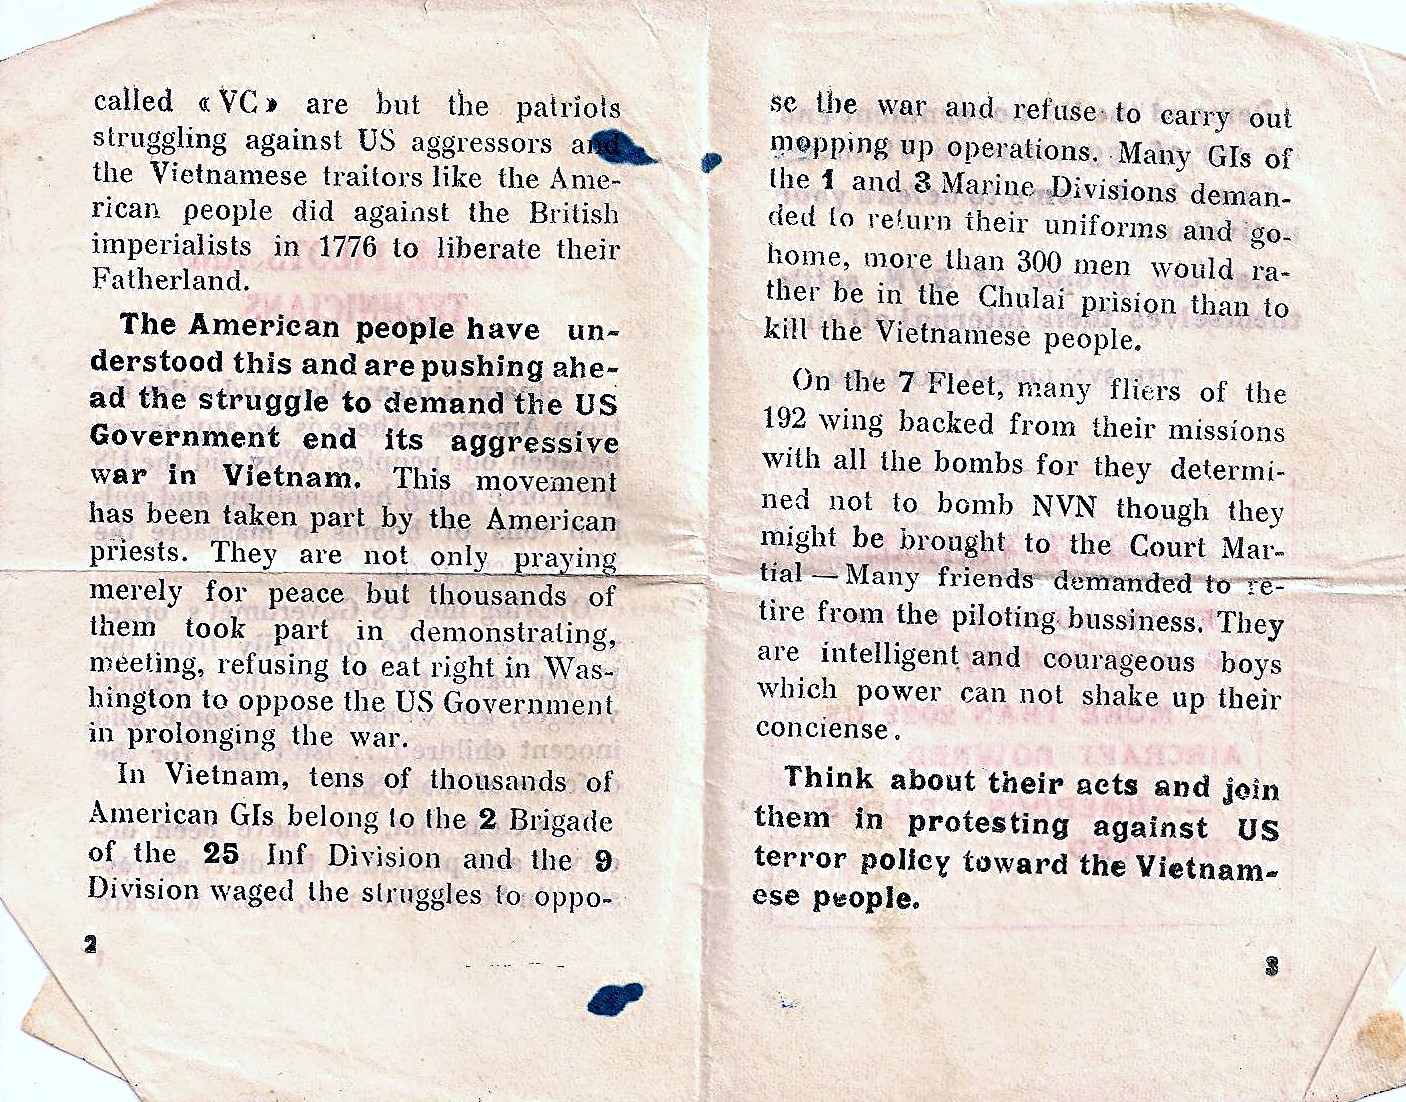 called « VC » are but the patriots
struggling against US aggressors and
the Vietnamese traitors like the Ame-
rican people did against the British
imperialists in 1776 to liberate their
Fatherland.
The American people have un-
derstood this and are pushing ahe-
ad the struggle to demand the US
Government end its aggressive
war in Vietnam. This movement
has been taken part by the American
priests. They are not only praying
merely for peace but thousands of
them took part in demonstrating,
meeting, refusing to eat right in Was-
hington to oppose the US Government
in prolonging the war.
In Vietnam, tens of thousands of
American GIs belong to the 2 Brigade
of the 25 Inf Division and the 9
Division waged the struggles to oppo-
2
se the war and refuse to carry out
mopping up operations. Many GIs of
the 1 and 3 Marine Divisions deman-
ded to return their uniforms and go-
home, more than 300 men would ra-
ther be in the Chulai prision than to
kill the Vietnamese people.
On the 7 Fleet, many fliers of the
192 wing backed from their missions
with all the bombs for they determi-
ned not to bomb NVN though they
might be brought to the Court Mar-
tial — Many friends demanded to re-
tire from the piloting bussiness. They
are intelligent and courageous boys
which power can not shake up their
conciense.
Think about their acts and join
them in protesting against US
terror policy toward the Vietnam-
ese people.
3